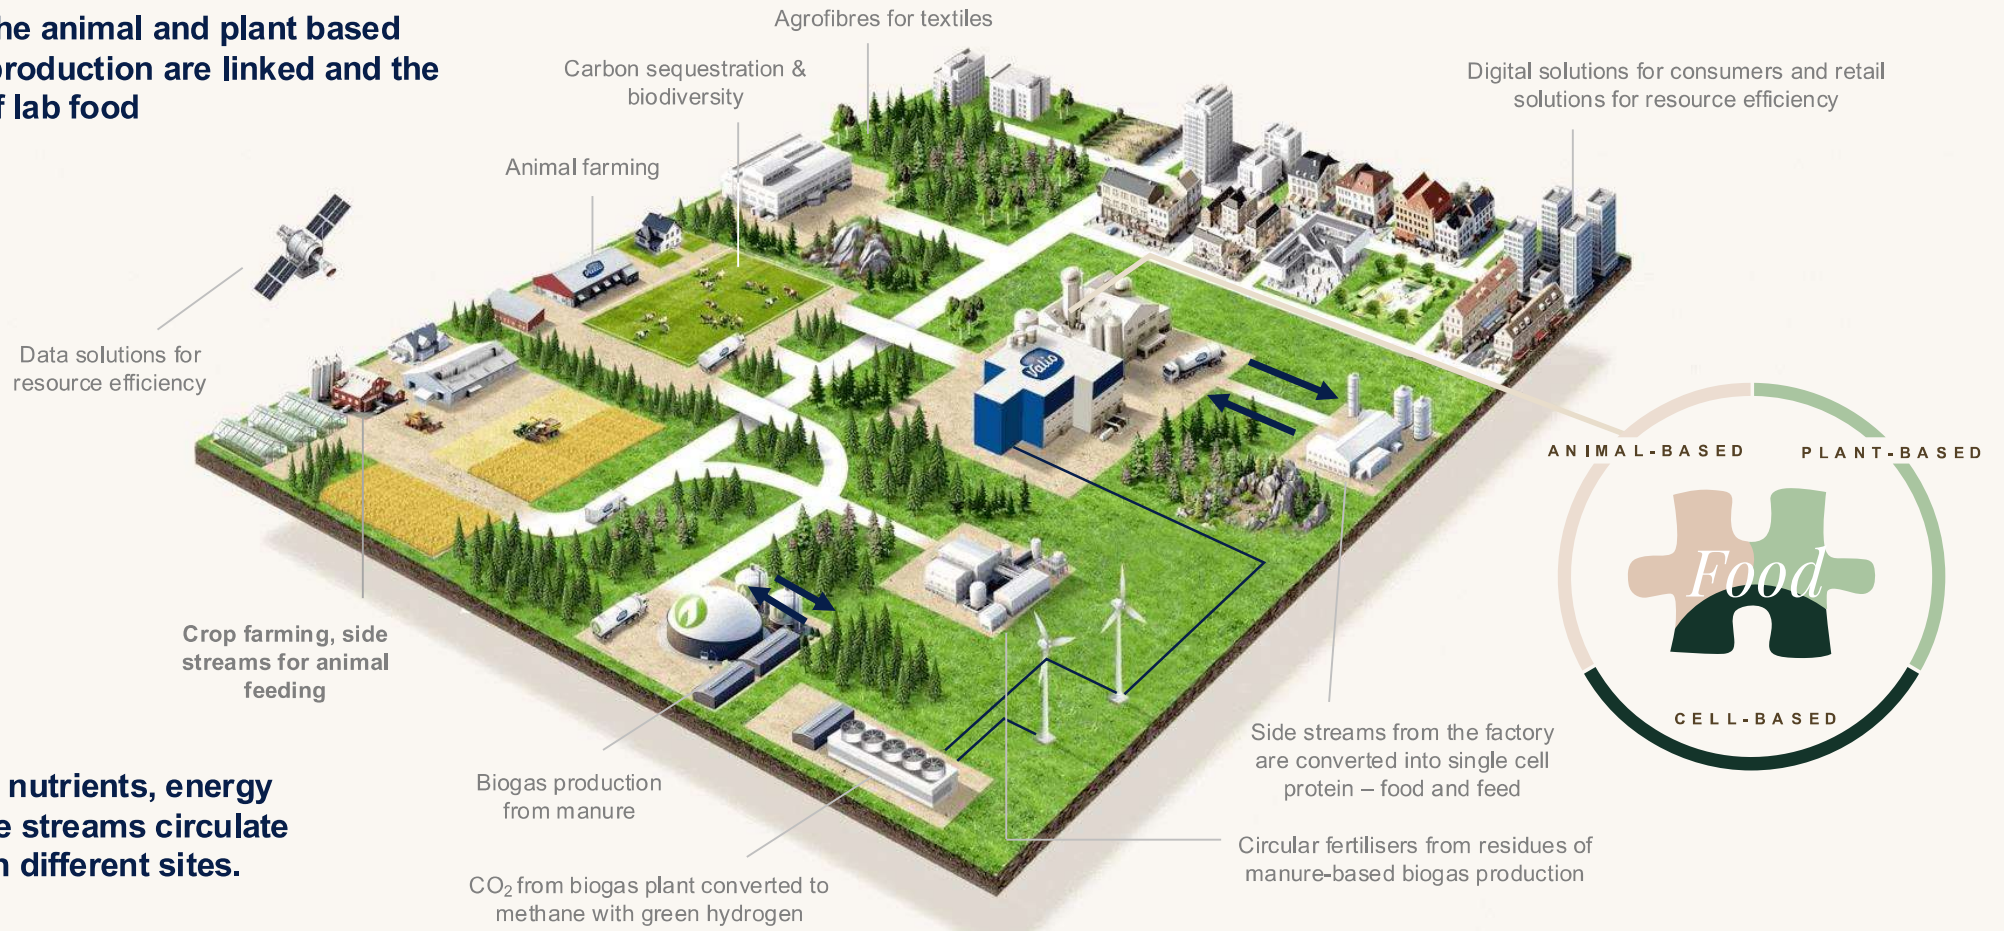 he animal and plant based
production are linked and the
f lab food
Agrofibres for textiles
Carbon sequestration &
biodiversity
Animal farming
Digital solutions for consumers and retail
solutions for resource efficiency
Data solutions for
resource efficiency
Valio
Valio
Crop farming, side
streams for animal
feeding
ANIMAL-BASED
PLANT-BASED
Food
CELL-BASED
nutrients, energy
e streams circulate
n different sites.
Biogas production
from manure
CO₂ from biogas plant converted to
methane with green hydrogen
Side streams from the factory
are converted into single cell
protein – food and feed
Circular fertilisers from residues of
manure-based biogas production